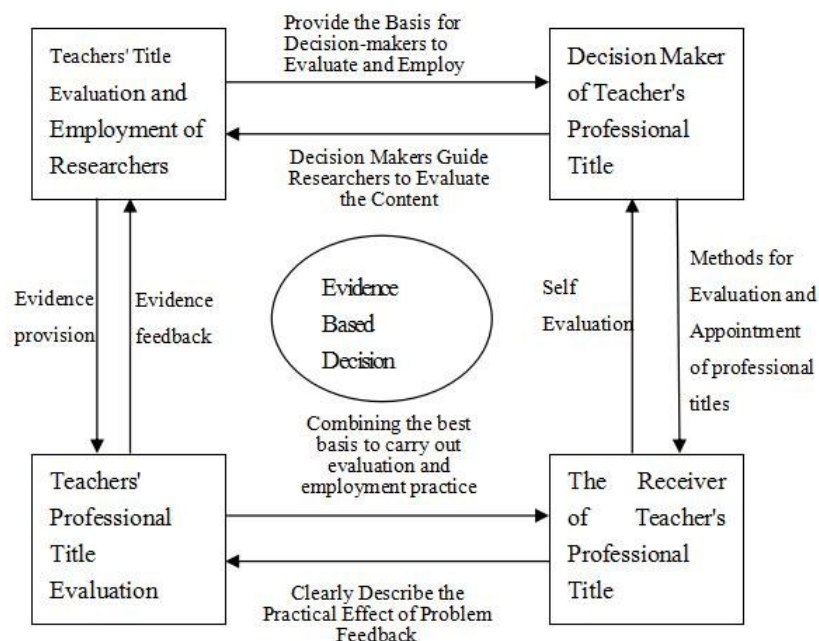 Provide the Basis for
Decision-makers to
Evaluate and Employ
Teachers' Title
Evaluation and
Employment of
Researchers
Decision Maker
of Teacher's
Professional
Title
Decision Makers Guide
Researchers to Evaluate
the Content
Evidence
provision
Evidence
feedback
Evidence
Based
Decision
Self
Evaluation
Methods for
Evaluation and
Appointment
of professional
titles
Combining the best
basis to carry out
evaluation and
employment practice
Teachers'
Professional
Title
Evaluation
The Receiver
of Teacher's
Professional
Title
Clearly Describe the
Practical Effect of Problem
Feedback